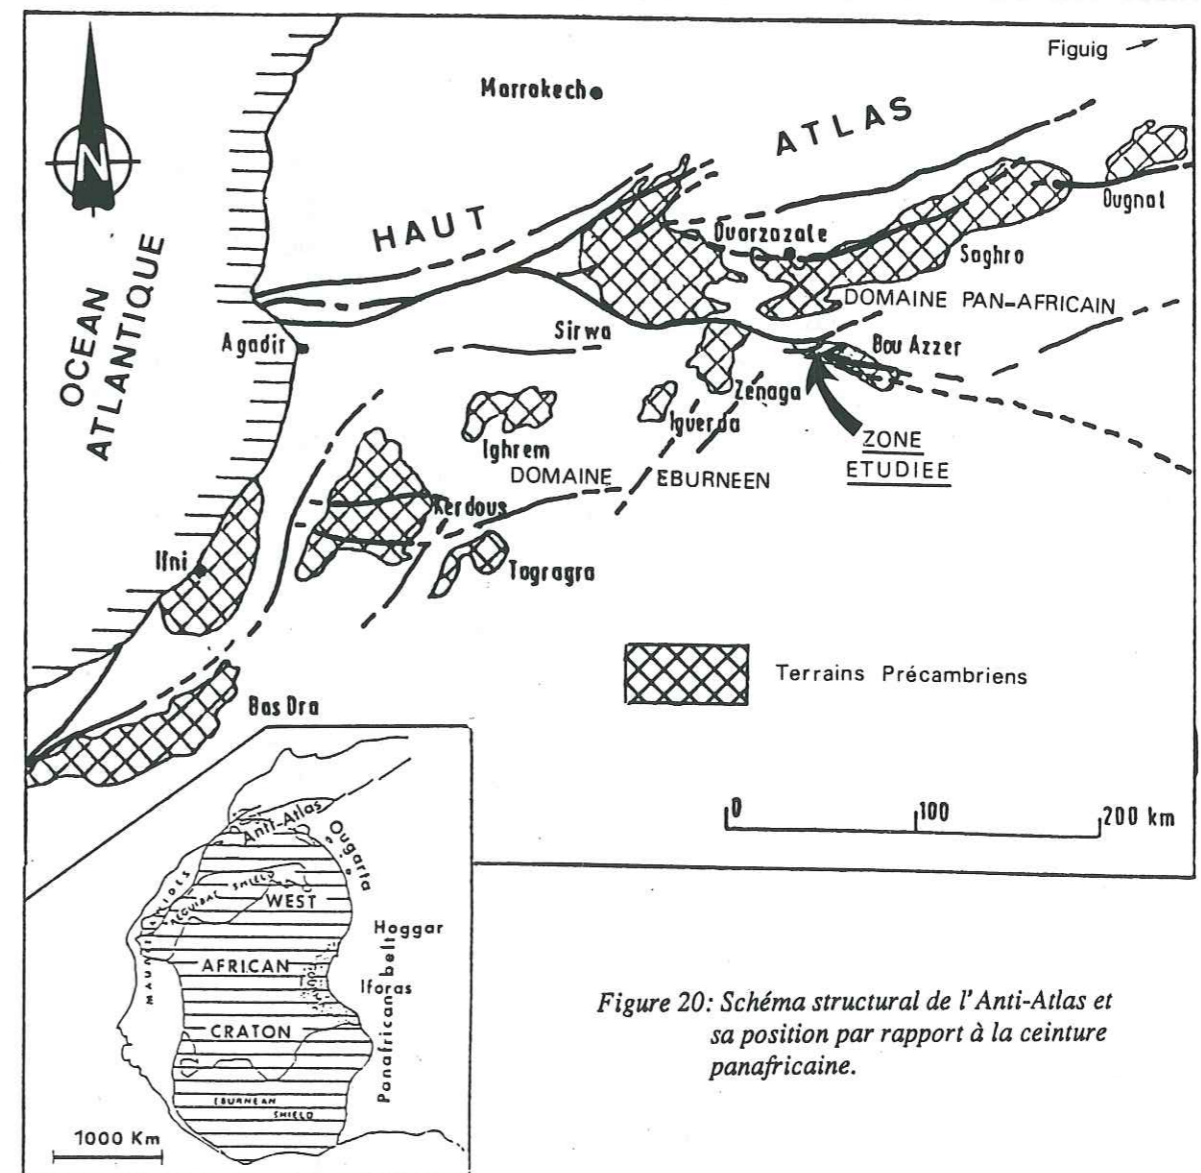 Figuig
Marrakech
HAUT ATLAS
N
OCEAN
ATLANTIQUE
Ougnat
Ouarzazate
Saghro
DOMAINE PAN-AFRICAIN
Agadir
Sirwa
Bou Azzer
Zenaga
Iguerda
Ighrem
ZONE
ETUDIEE
DOMAINE EBURNEEN
Kerdous
Ifni
Tagragra
Terrains Précambriens
Bas Dra
0 100 200 km
Anti-Atlas
Ougarta
REGUIBAT SHIELD
WEST
Hoggar
AFRICAN
Iforas
Panafrican belt
CRATON
EBURNEAN
SHIELD
1000 Km
Figure 20: Schéma structural de l'Anti-Atlas et
sa position par rapport à la ceinture
panafricaine.